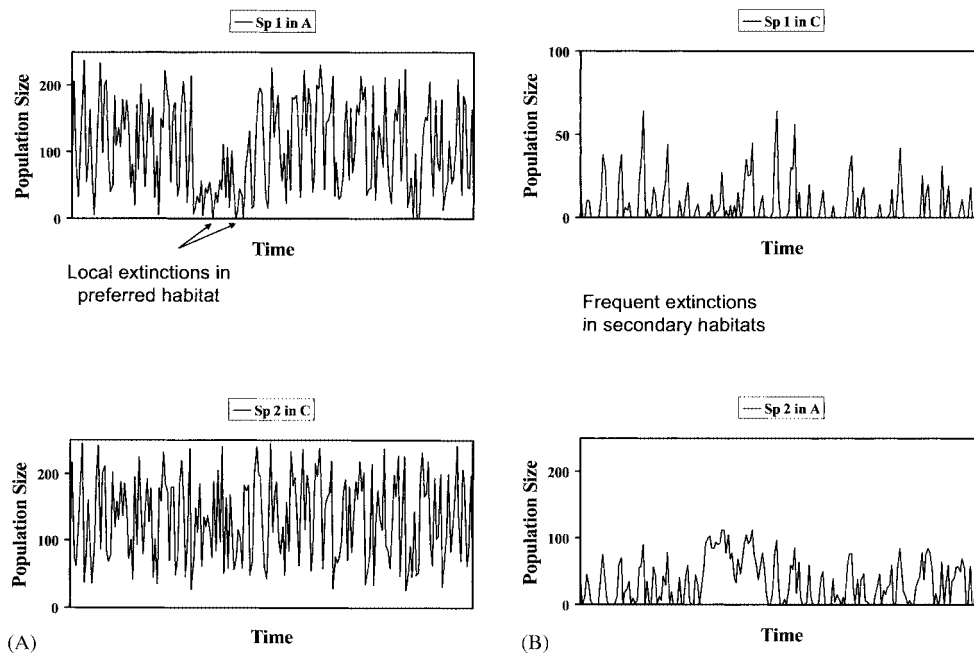 Sp 1 in A
200
100
0
Population Size
Time
Local extinctions in
preferred habitat
Sp 1 in C
100
50
0
Population Size
Time
Frequent extinctions
in secondary habitats
Sp 2 in C
200
100
0
Population Size
Time
(A)
Sp 2 in A
200
100
0
Population Size
Time
(B)